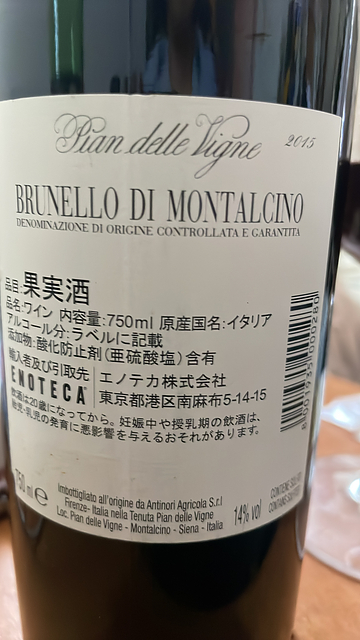 Pian delle Vigne 2015
BRUNELLO DI MONTALCINO
DENOMINAZIONE DI ORIGINE CONTROLLATA E GARANTITA
品目:果実酒
品名:ワイン 内容量:750ml 原産国名:イタリア
アルコール分:ラベルに記載
添加物:酸化防止剤(亜硫酸塩)含有
輸入者及び引取先
ENOTECA エノテカ株式会社
東京都港区南麻布5-14-15
飲酒は20歳になってから。妊娠中や授乳期の飲酒は、
胎児・乳児の発育に悪影響を与えるおそれがあります。
750 ml e
Imbottigliato all'origine da Antinori Agricola S.r.l
Firenze- Italia nella Tenuta Pian delle Vigne
Loc. Pian delle Vigne - Montalcino - Siena - Italia
14% vol